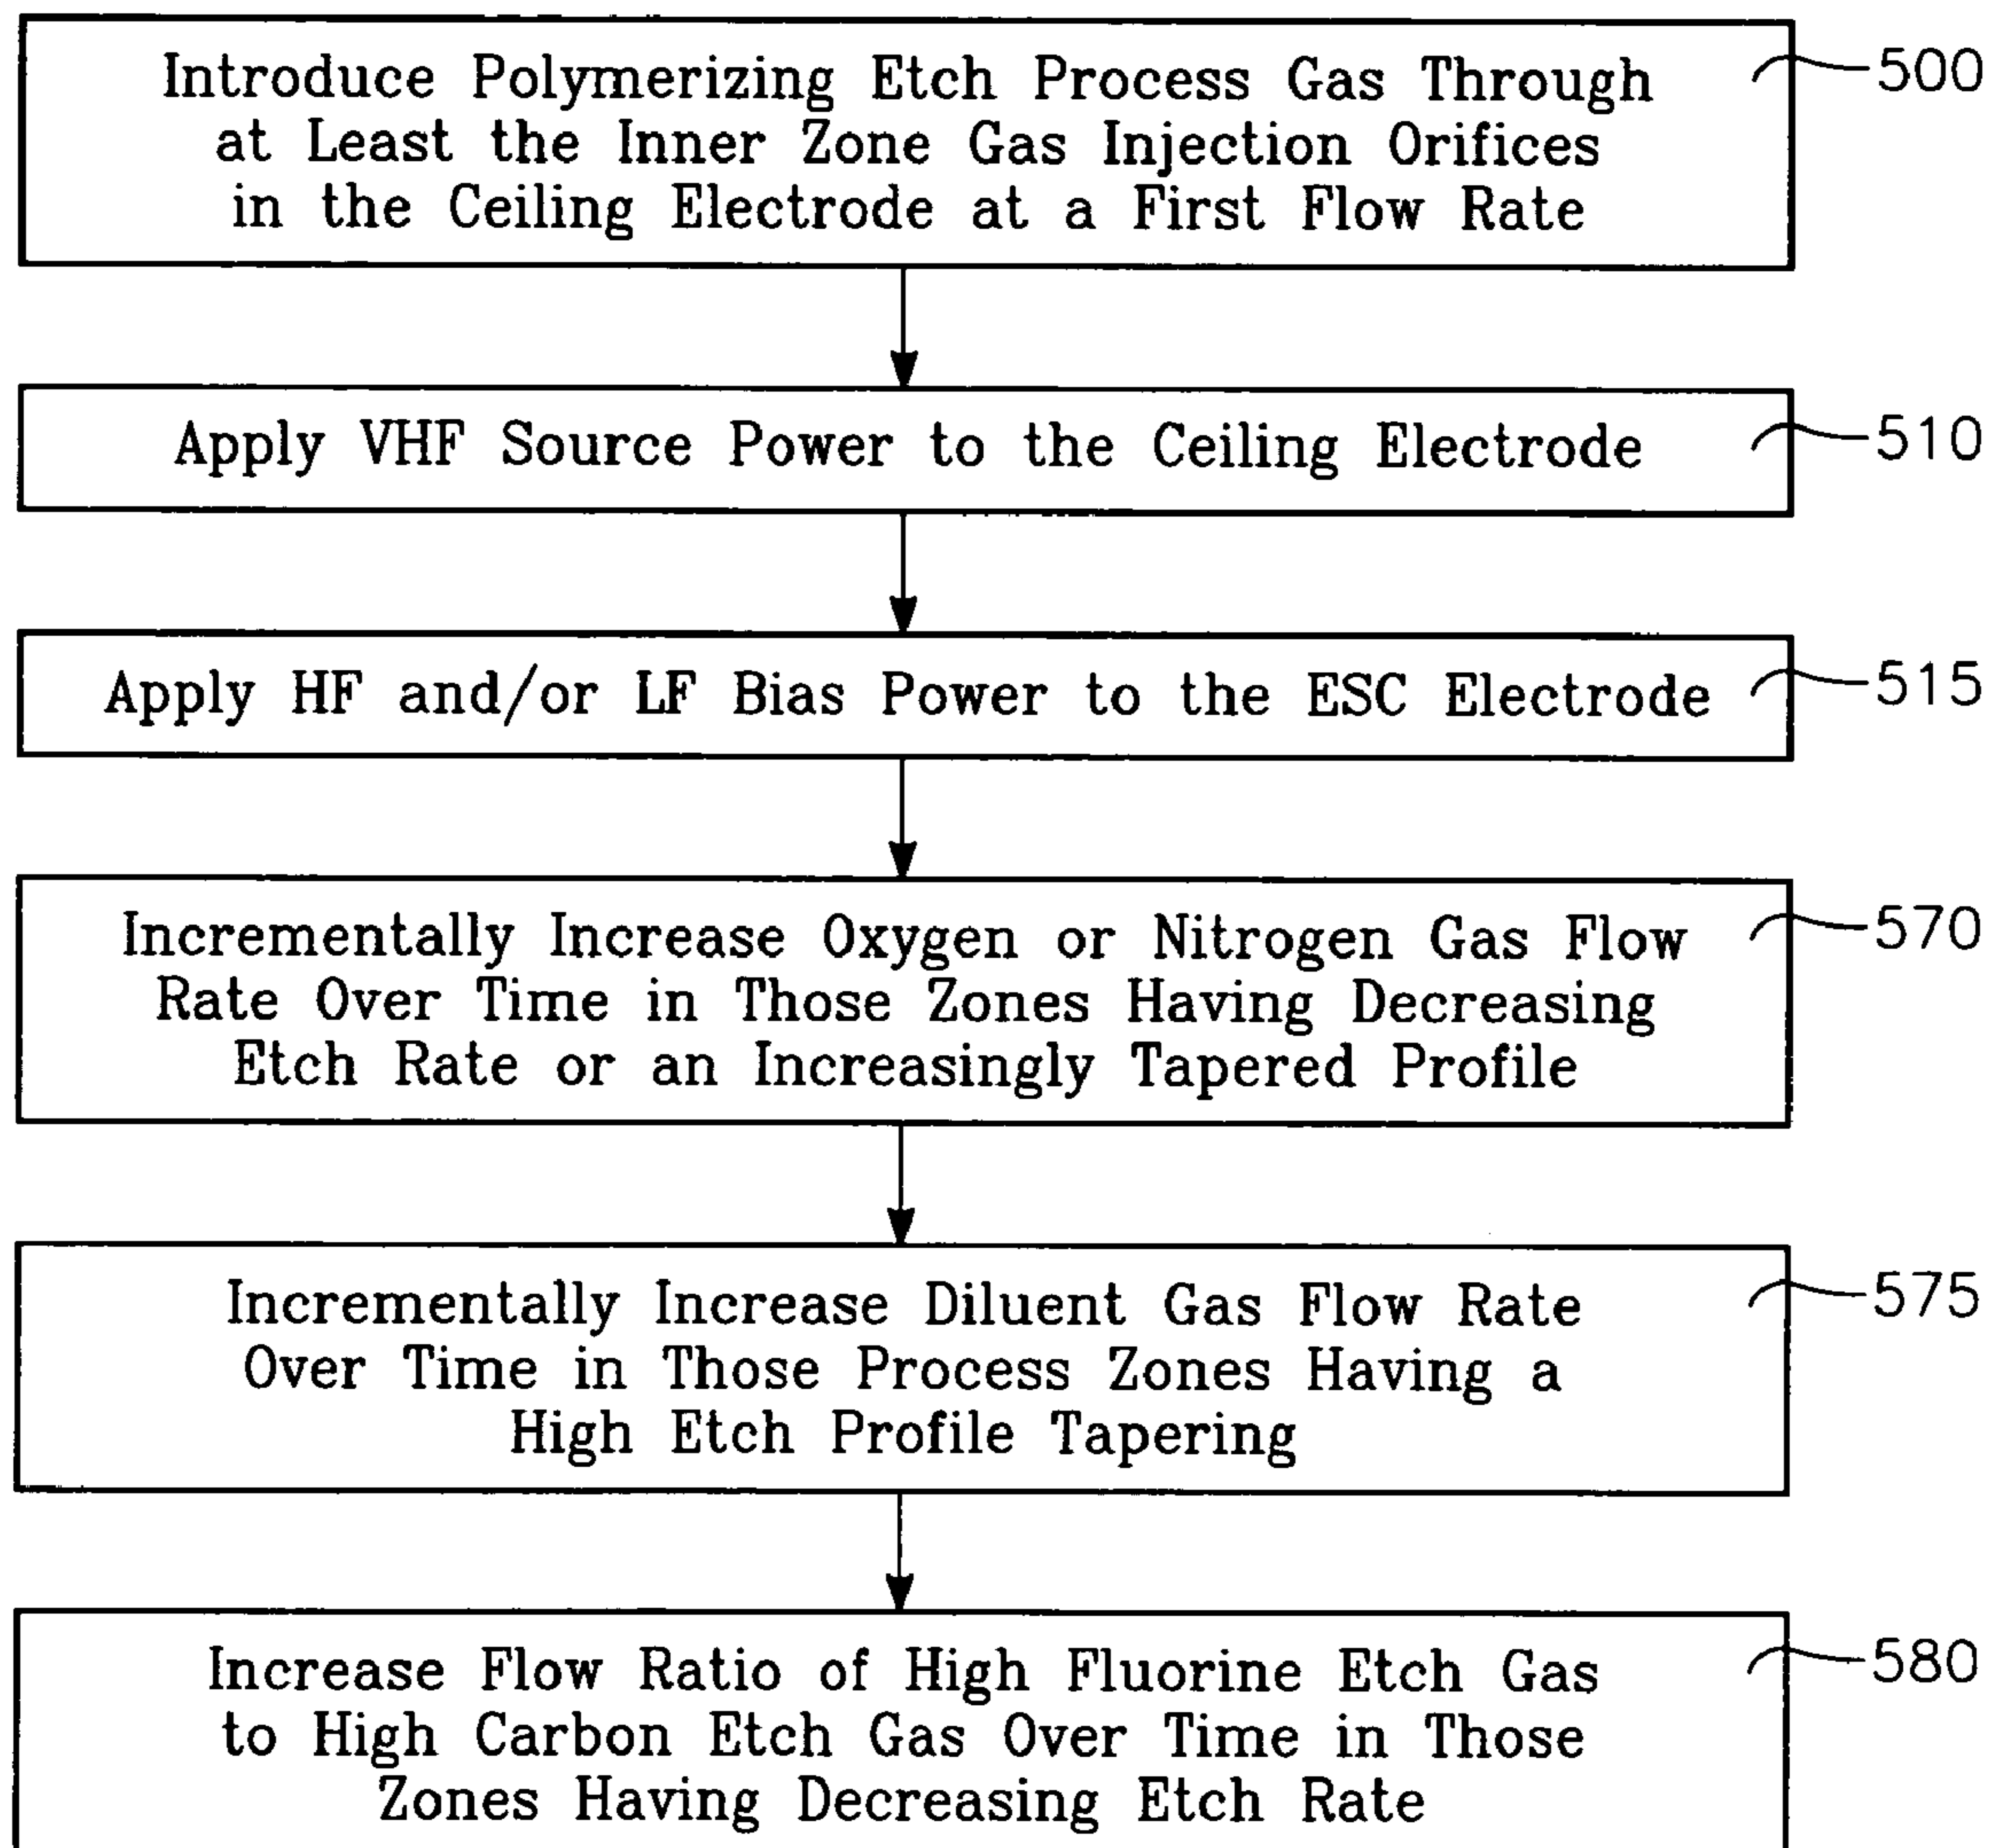 Introduce Polymerizing Etch Process Gas Through
at Least the Inner Zone Gas Injection Orifices
in the Ceiling Electrode at a First Flow Rate
500
Apply VHF Source Power to the Ceiling Electrode
510
Apply HF and/or LF Bias Power to the ESC Electrode
515
Incrementally Increase Oxygen or Nitrogen Gas Flow
Rate Over Time in Those Zones Having Decreasing
Etch Rate or an Increasingly Tapered Profile
570
Incrementally Increase Diluent Gas Flow Rate
Over Time in Those Process Zones Having a
High Etch Profile Tapering
575
Increase Flow Ratio of High Fluorine Etch Gas
to High Carbon Etch Gas Over Time in Those
Zones Having Decreasing Etch Rate
580